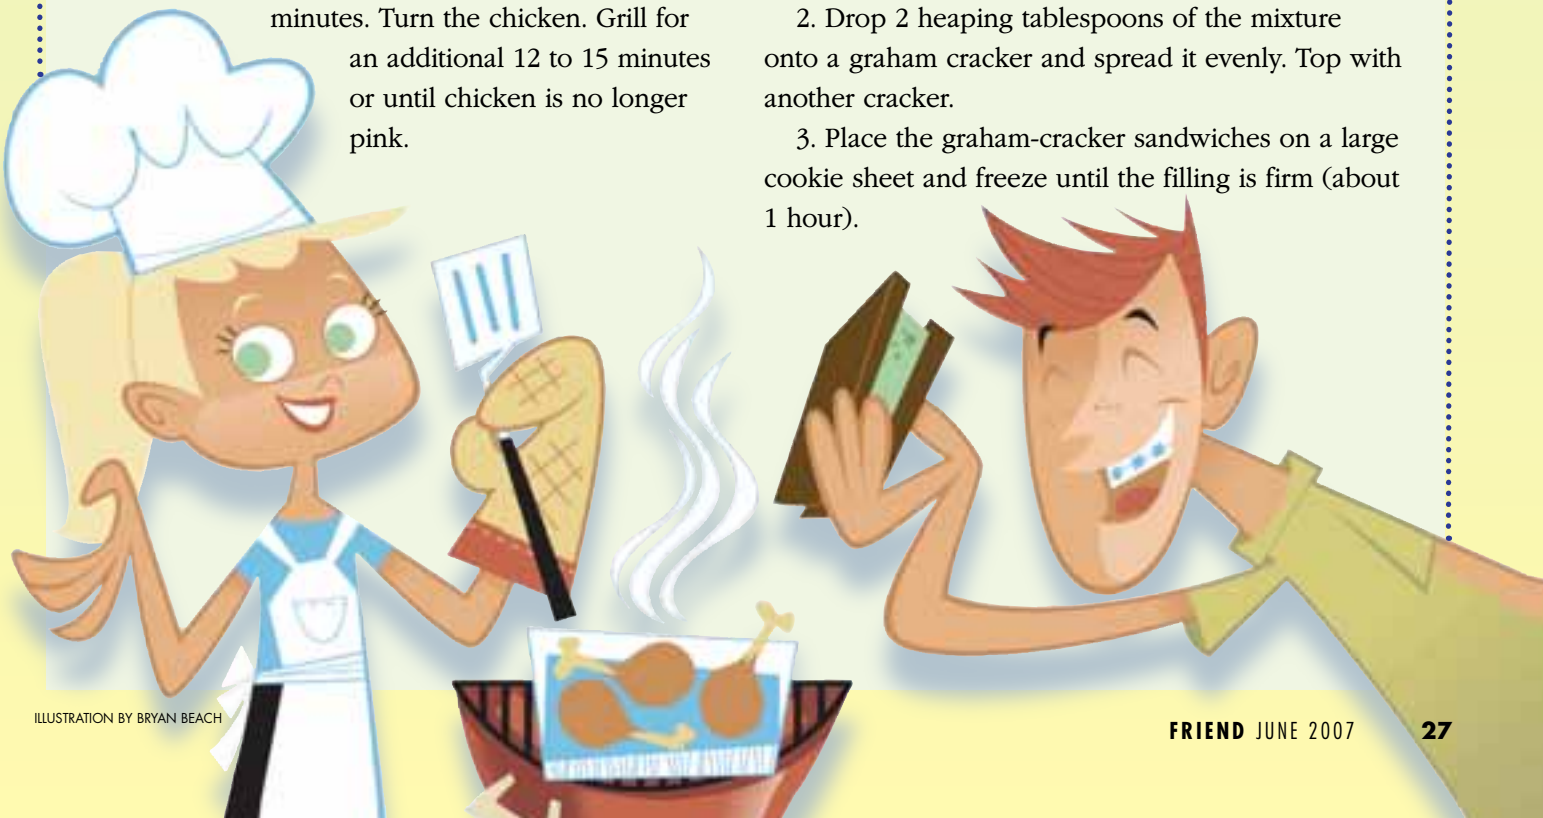 minutes. Turn the chicken. Grill for
an additional 12 to 15 minutes
or until chicken is no longer
pink.
2. Drop 2 heaping tablespoons of the mixture
onto a graham cracker and spread it evenly. Top with
another cracker.
3. Place the graham-cracker sandwiches on a large
cookie sheet and freeze until the filling is firm (about
1 hour).
ILLUSTRATION BY BRYAN BEACH
FRIEND JUNE 2007 27